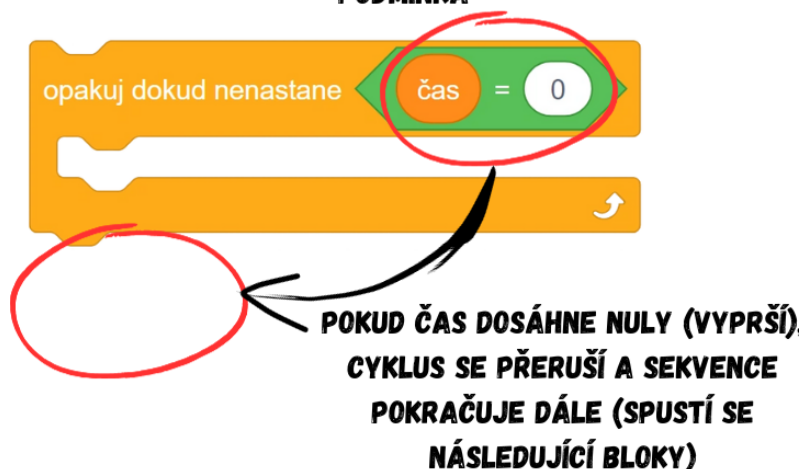 PODMÍNKA
opakuj dokud nenastane čas = 0
POKUD ČAS DOSÁHNE NULY (VYPRŠÍ),
CYKLUS SE PŘERUŠÍ A SEKVENCE
POKRAČUJE DÁLE (SPUSTÍ SE
NÁSLEDUJÍCÍ BLOKY)